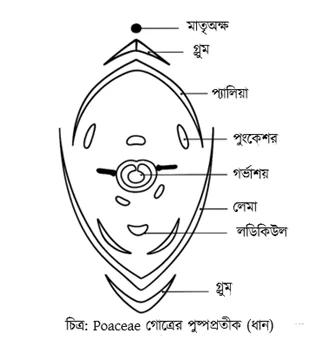 মাতৃঅক্ষ
গ্লুম
প্যালিয়া
পুংকেশর
গর্ভাশয়
লেমা
লডিকিউল
গ্লুম
চিত্র: Poaceae গোত্রের পুষ্পপ্রতীক (ধান)